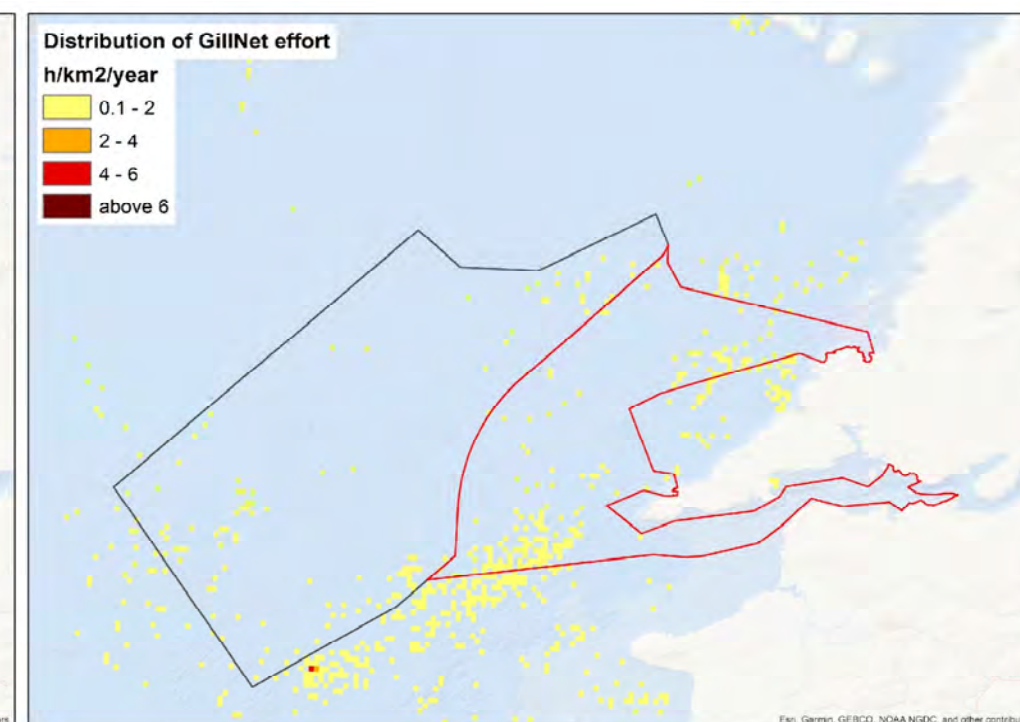 Distribution of GillNet effort
h/km2/year
0.1 - 2
2 - 4
4 - 6
above 6
ors
Esri, Garmin, GEBCO, NOAA NGDC, and other contribu